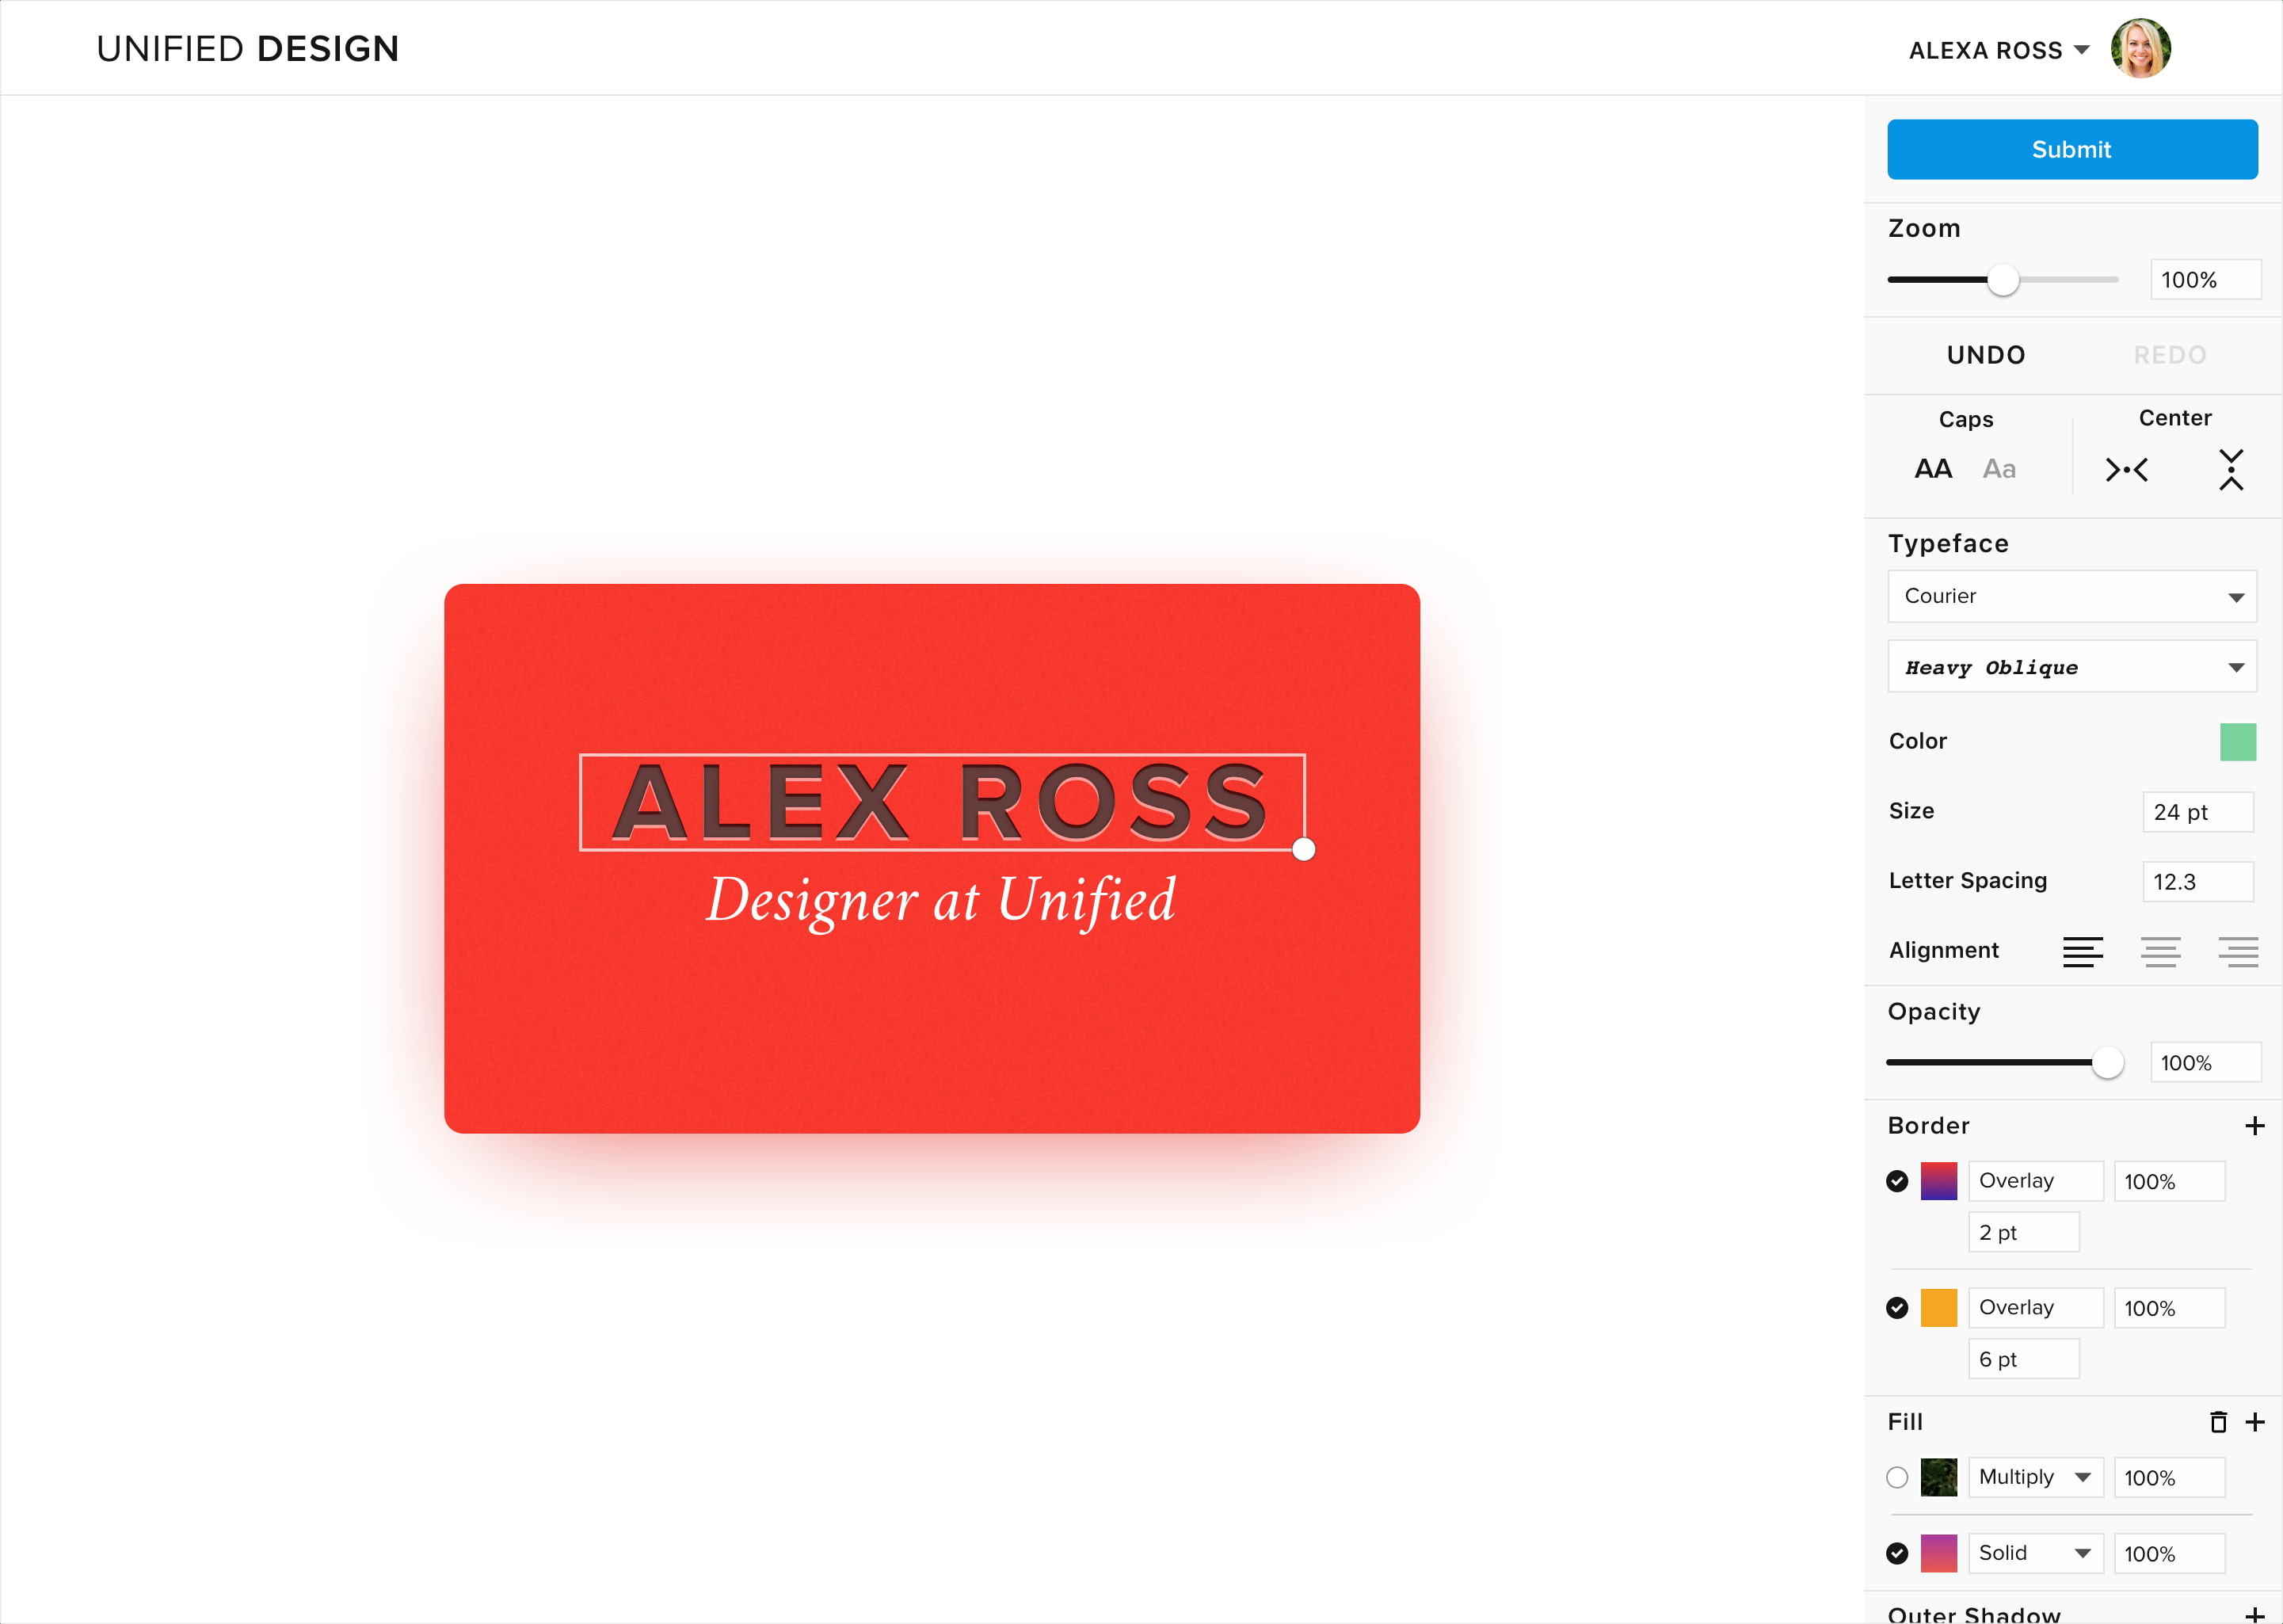 UNIFIED DESIGN
ALEXA ROSS
Submit
Zoom
100%
UNDO REDO
Caps Center
AA Aa
Typeface
Courier
Heavy Oblique
Color
Size 24 pt
Letter Spacing 12.3
Alignment
Opacity
100%
Border
Overlay 100%
2 pt
Overlay 100%
6 pt
Fill
Multiply 100%
Solid 100%
Outer Shadow
ALEX ROSS
Designer at Unified